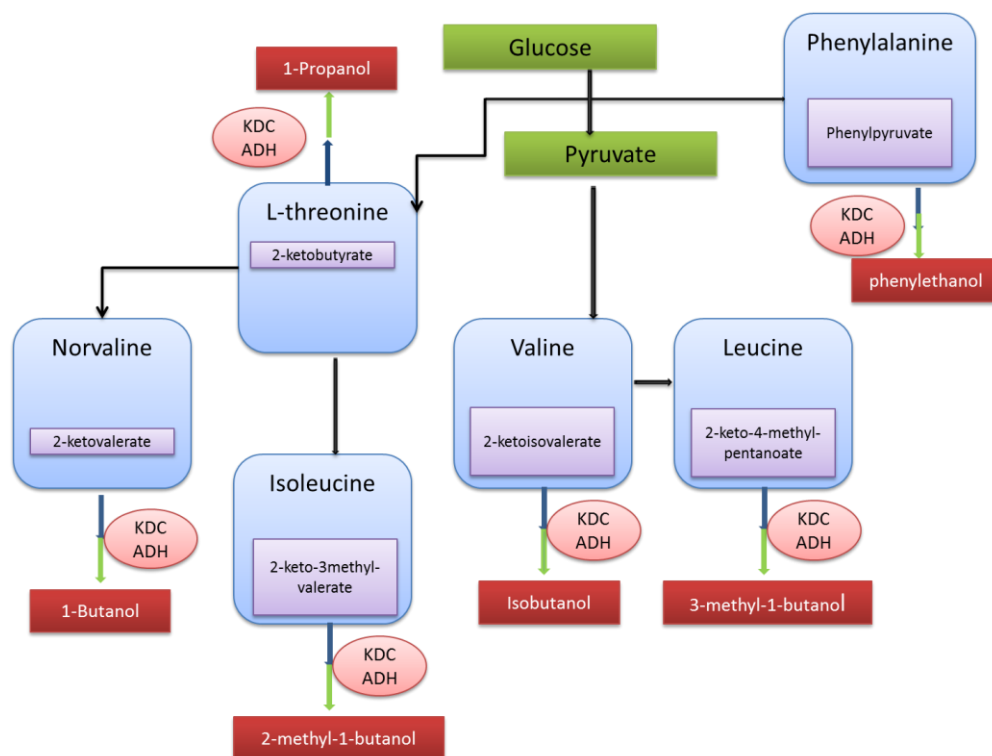 Glucose
Phenylalanine
1-Propanol
KDC
ADH
Phenylpyruvate
Pyruvate
L-threonine
2-ketobutyrate
KDC
ADH
phenylethanol
Norvaline
2-ketovalerate
Valine
2-ketoisovalerate
Leucine
2-keto-4-methyl-
pentanoate
Isoleucine
2-keto-3methyl-
valerate
KDC
ADH
KDC
ADH
KDC
ADH
1-Butanol
Isobutanol
3-methyl-1-butanol
KDC
ADH
2-methyl-1-butanol